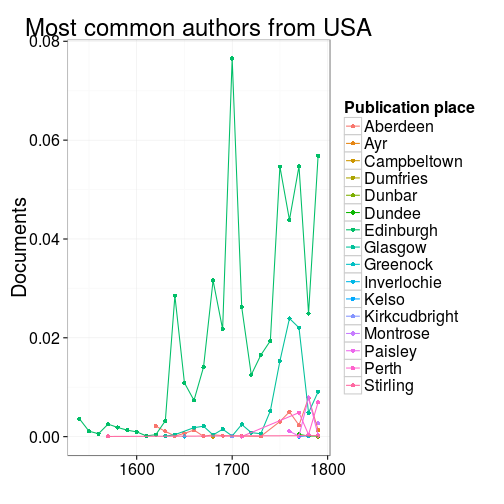 Most common authors from USA
0.08
0.06
0.04
0.02
0.00
Documents
1600
1700
1800
Publication place
Aberdeen
Ayr
Campbeltown
Dumfries
Dunbar
Dundee
Edinburgh
Glasgow
Greenock
Inverlochie
Kelso
Kirkcudbright
Montrose
Paisley
Perth
Stirling